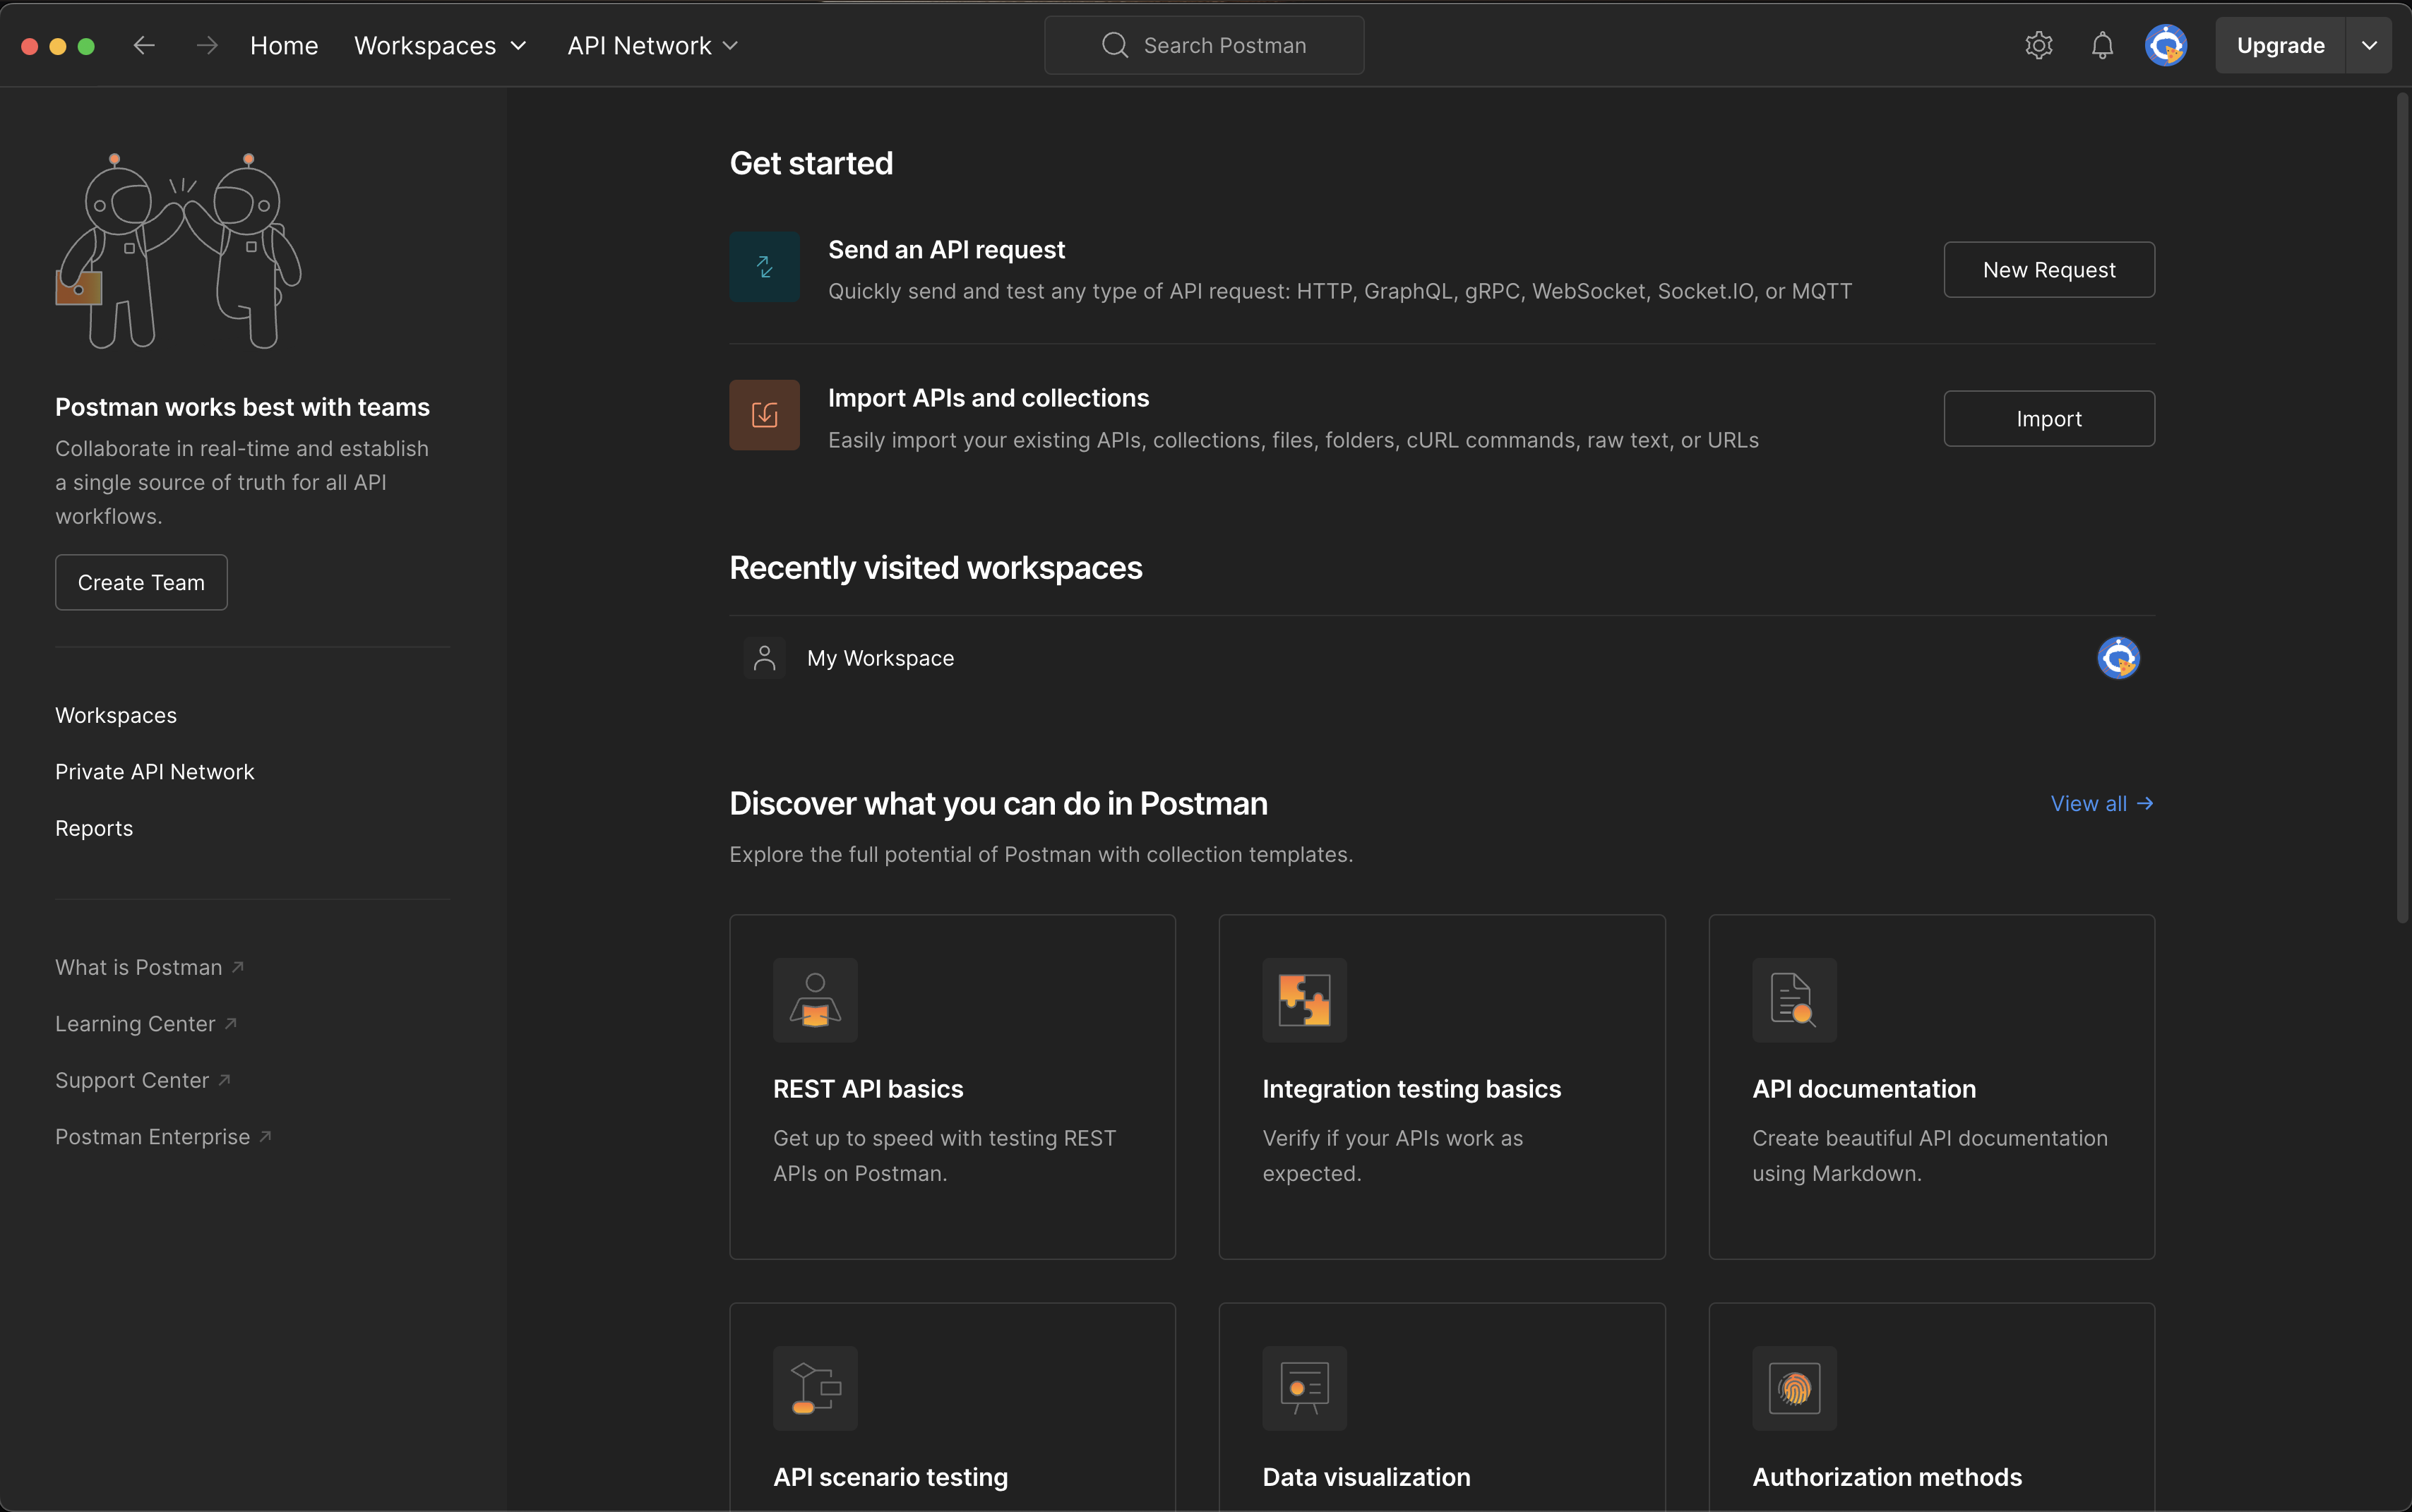 Home
Workspaces
API Network
Search Postman
Upgrade
Postman works best with teams
Collaborate in real-time and establish
a single source of truth for all API
workflows.
Create Team
Workspaces
Private API Network
Reports
What is Postman
Learning Center
Support Center
Postman Enterprise
Get started
Send an API request
Quickly send and test any type of API request: HTTP, GraphQL, gRPC, WebSocket, Socket.IO, or MQTT
New Request
Import APIs and collections
Easily import your existing APIs, collections, files, folders, cURL commands, raw text, or URLs
Import
Recently visited workspaces
My Workspace
Discover what you can do in Postman
View all →
Explore the full potential of Postman with collection templates.
REST API basics
Get up to speed with testing REST
APIs on Postman.
Integration testing basics
Verify if your APIs work as
expected.
API documentation
Create beautiful API documentation
using Markdown.
API scenario testing
Data visualization
Authorization methods